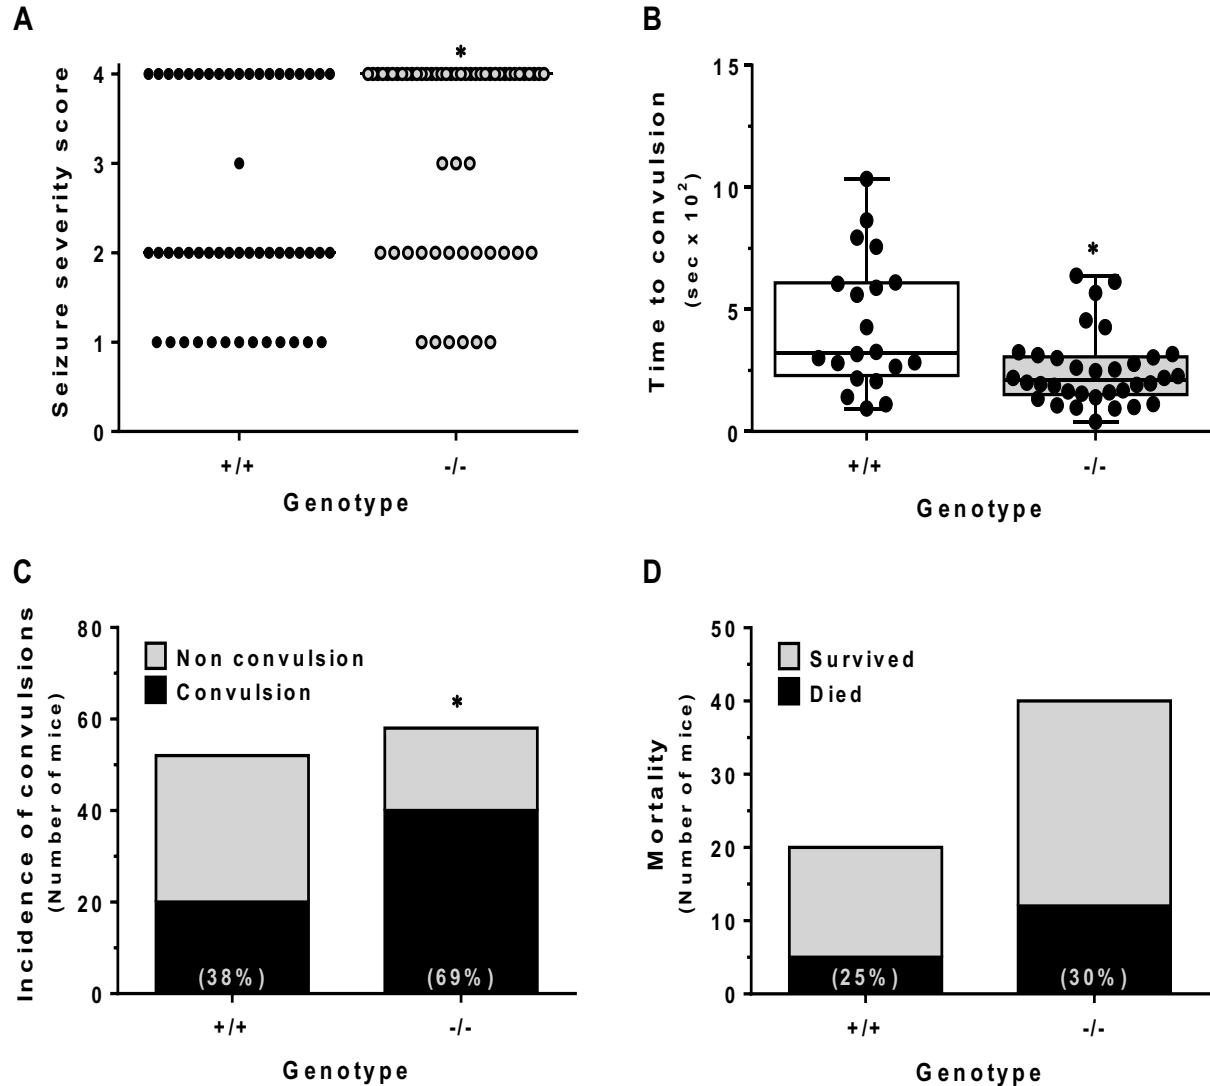 A
Seizure severity score
4
3
2
1
0
*
+/+
-/-
Genotype
B
Time to convulsion
(sec x 10²)
15
10
5
0
*
+/+
-/-
Genotype
C
Incidence of convulsions
(Number of mice)
80
60
40
20
0
Non convulsion
Convulsion
*
(38%)
(69%)
+/+
-/-
Genotype
D
Mortality
(Number of mice)
50
40
30
20
10
0
Survived
Died
(25%)
(30%)
+/+
-/-
Genotype